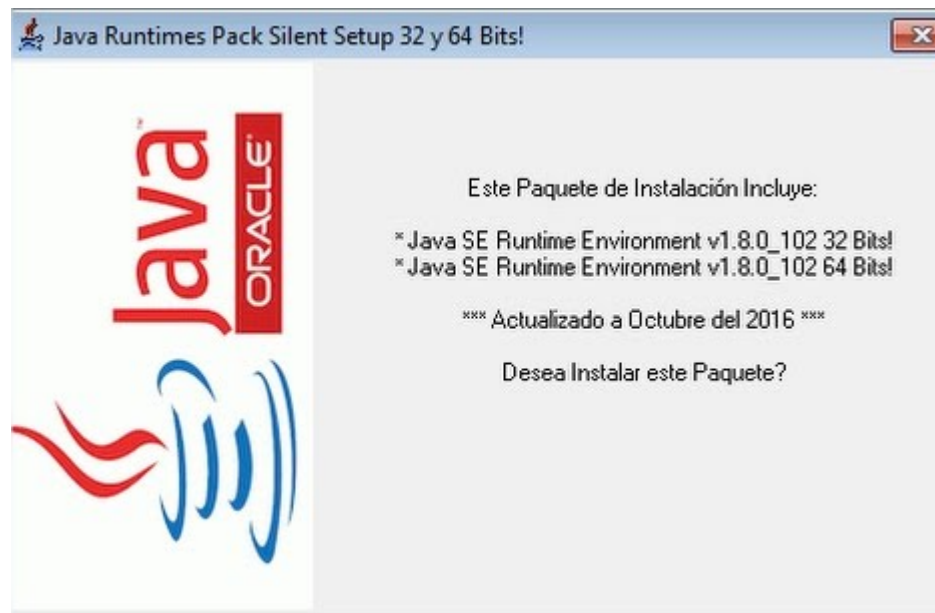 Java Runtimes Pack Silent Setup 32 y 64 Bits!
Java
ORACLE
Este Paquete de Instalación Incluye:
* Java SE Runtime Environment v1.8.0_102 32 Bits!
* Java SE Runtime Environment v1.8.0_102 64 Bits!
*** Actualizado a Octubre del 2016 ***
Desea Instalar este Paquete?